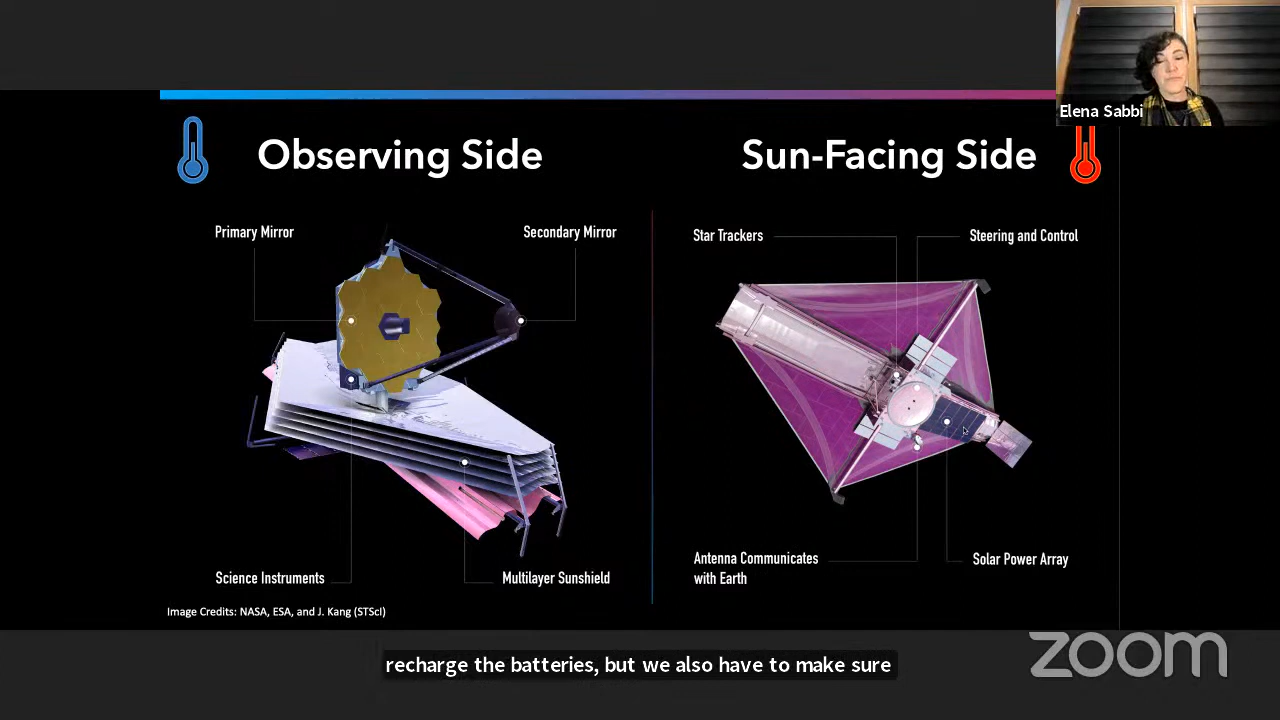 Elena Sabbi
Observing Side
Sun-Facing Side
Primary Mirror
Secondary Mirror
Star Trackers
Steering and Control
Science Instruments
Multilayer Sunshield
Antenna Communicates
with Earth
Solar Power Array
Image Credits: NASA, ESA, and J. Kang (STScI)
recharge the batteries, but we also have to make sure
zoom